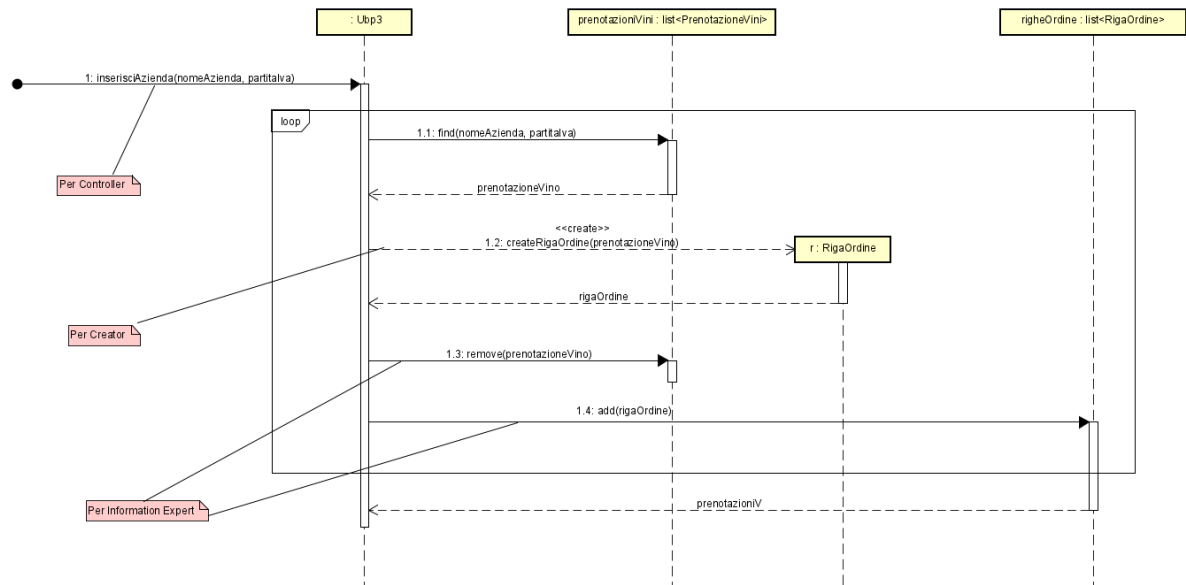 : Ubp3
prenotazioniVini : list<PrenotazioneVini>
righeOrdine : list<RigaOrdine>
1: inserisciAzienda(nomeAzienda, partitaIva)
loop
1.1: find(nomeAzienda, partitaIva)
Per Controller
prenotazioneVino
<<create>>
1.2: createRigaOrdine(prenotazioneVino)
r : RigaOrdine
rigaOrdine
Per Creator
1.3: remove(prenotazioneVino)
1.4: add(rigaOrdine)
Per Information Expert
prenotazioniV